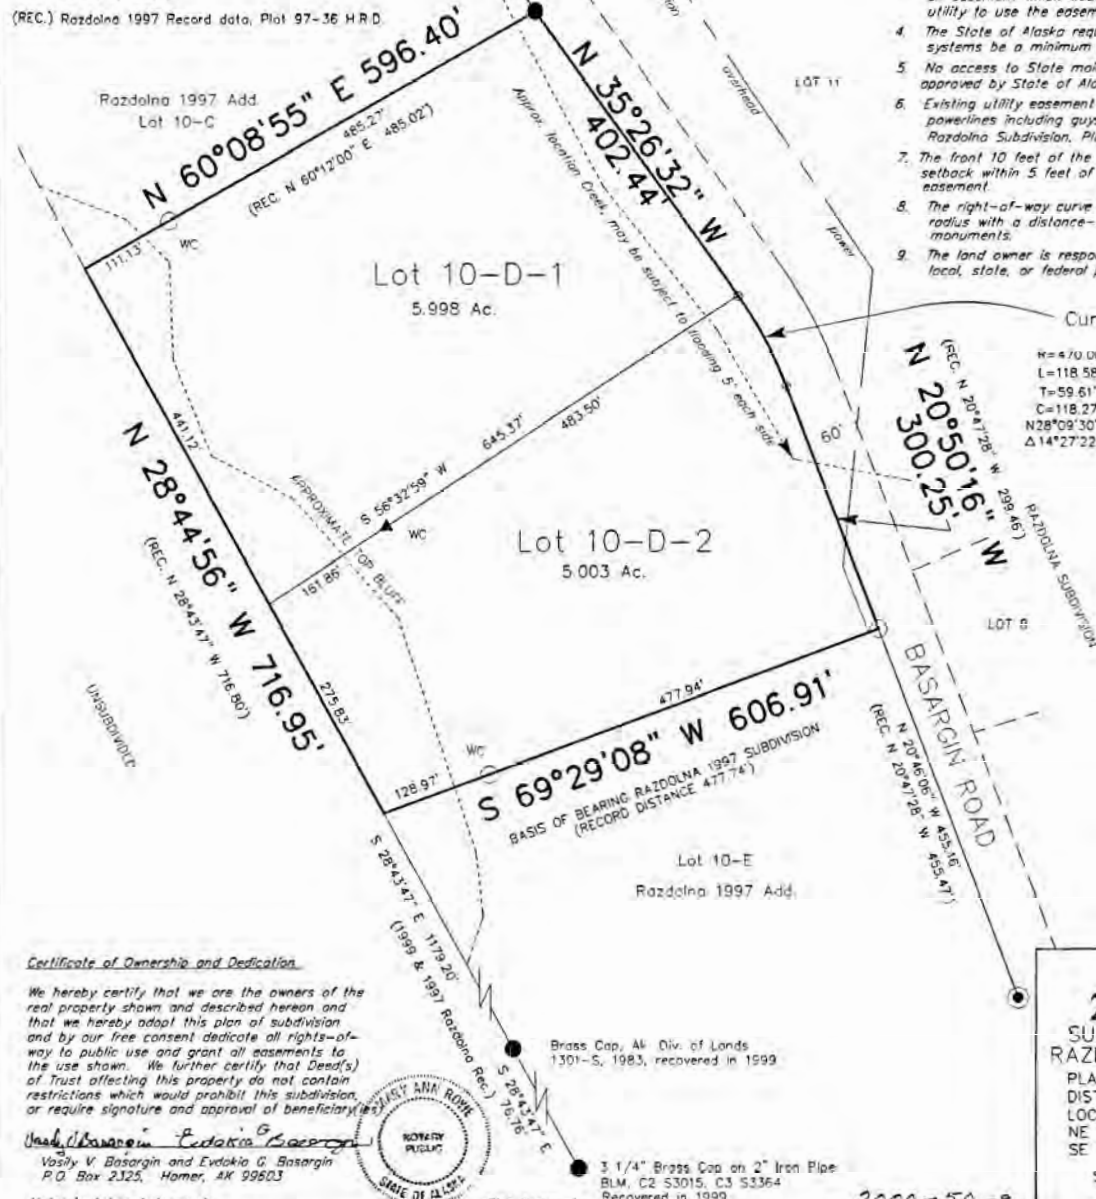 (REC.) Razdolna 1997 Record data, Plat 97-36 H.R.D.
utility to use the easem
4. The State of Alaska requ
systems be a minimum
5. No access to State mai
approved by State of Ala
6. Existing utility easement
powerlines including guys
Razdolna Subdivision, Pl
7. The front 10 feet of the
setback within 5 feet of
easement.
8. The right-of-way curve
radius with a distance-
monuments.
9. The land owner is respo
local, state, or federal
Razdolna 1997 Add.
Lot 10-C
N 60°08'55" E 596.40'
485.27'
(REC. N 60°12'00" E 485.02')
111.13'
WC
N 35°26'32" W
402.44'
Approx. location Creek, may be subject to flooding 5' each side
overhead
power
LOT 11
Lot 10-D-1
5.998 Ac.
Cur
R=470.0
L=118.58
T=59.61'
C=118.27
N28°09'30"
Δ14°27'22
(REC. N 20°47'28" W 299.46')
N 20°50'16" W
300.25'
60'
441.12'
N 28°44'56" W 716.95'
(REC. N 28°43'47" W 716.80')
275.83'
645.37'
483.50'
S 56°32'59" W
WC
161.86'
APPROXIMATE TOP BLUFF
Lot 10-D-2
5.003 Ac.
RAZDOLNA SUBDIVISION
UNSUBDIVIDED
BASARGIN ROAD
N 20°46'06" W 455.16'
(REC. N 20°47'28" W 455.47')
477.94'
WC
128.97'
S 69°29'08" W 606.91'
BASIS OF BEARING RAZDOLNA 1997 SUBDIVISION
(RECORD DISTANCE 477.74')
Lot 10-E
Razdolna 1997 Add.
S 28°43'47" E 1179.20'
(1999 & 1997 Razdolna Rec.)
S 28°43'47" E
76.76'
Certificate of Ownership and Dedication
We hereby certify that we are the owners of the
real property shown and described hereon and
that we hereby adopt this plan of subdivision
and by our free consent dedicate all rights-of-
way to public use and grant all easements to
the use shown. We further certify that Deed(s)
of Trust affecting this property do not contain
restrictions which would prohibit this subdivision,
or require signature and approval of beneficiary(ies)
Vasily V. Basargin and Evdokia G. Basargin
P.O. Box 2325, Homer, AK 99603
NOTARY
PUBLIC
STATE OF ALASKA
Brass Cap, AK Div. of Lands
1301-S, 1983, recovered in 1999
3 1/4" Brass Cap on 2" Iron Pipe
BLM, C2 S3015, C3 S3364
Recovered in 1999
SU
RAZ
PLA
DIST
LOC
NE
SE